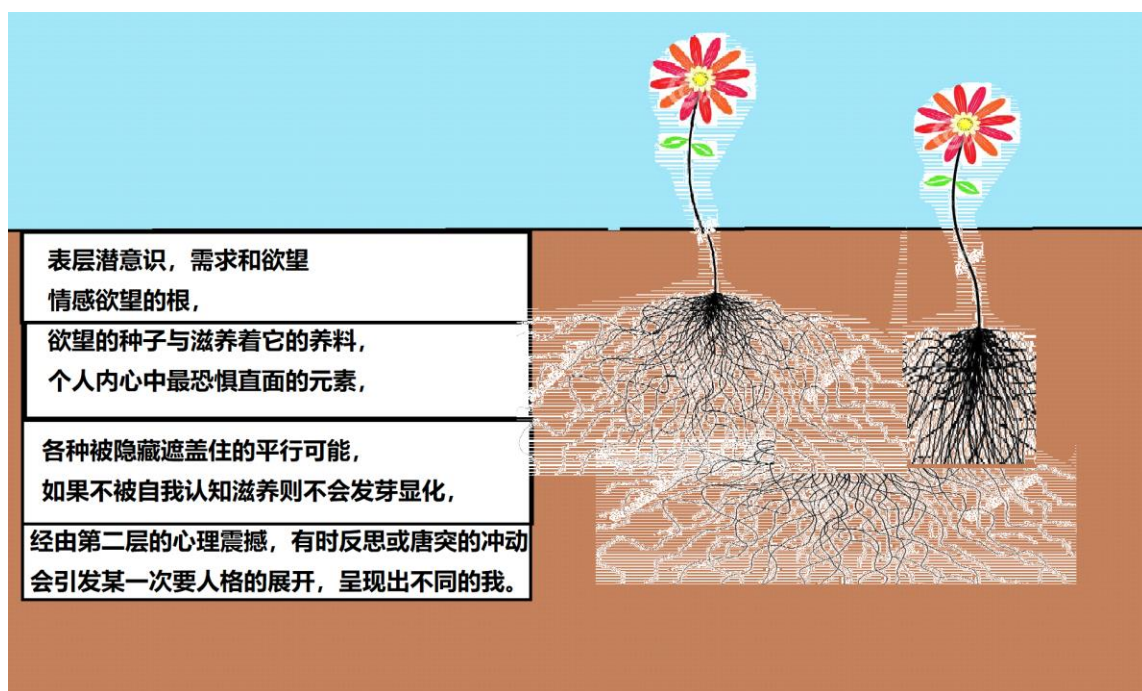 表层潜意识，需求和欲望
情感欲望的根，
欲望的种子与滋养着它的养料，
个人内心中最恐惧直面的元素，
各种被隐藏遮盖住的平行可能，
如果不被自我认知滋养则不会发芽显化，
经由第二层的心理震撼，有时反思或唐突的冲动
会引发某一次要人格的展开，呈现出不同的我。